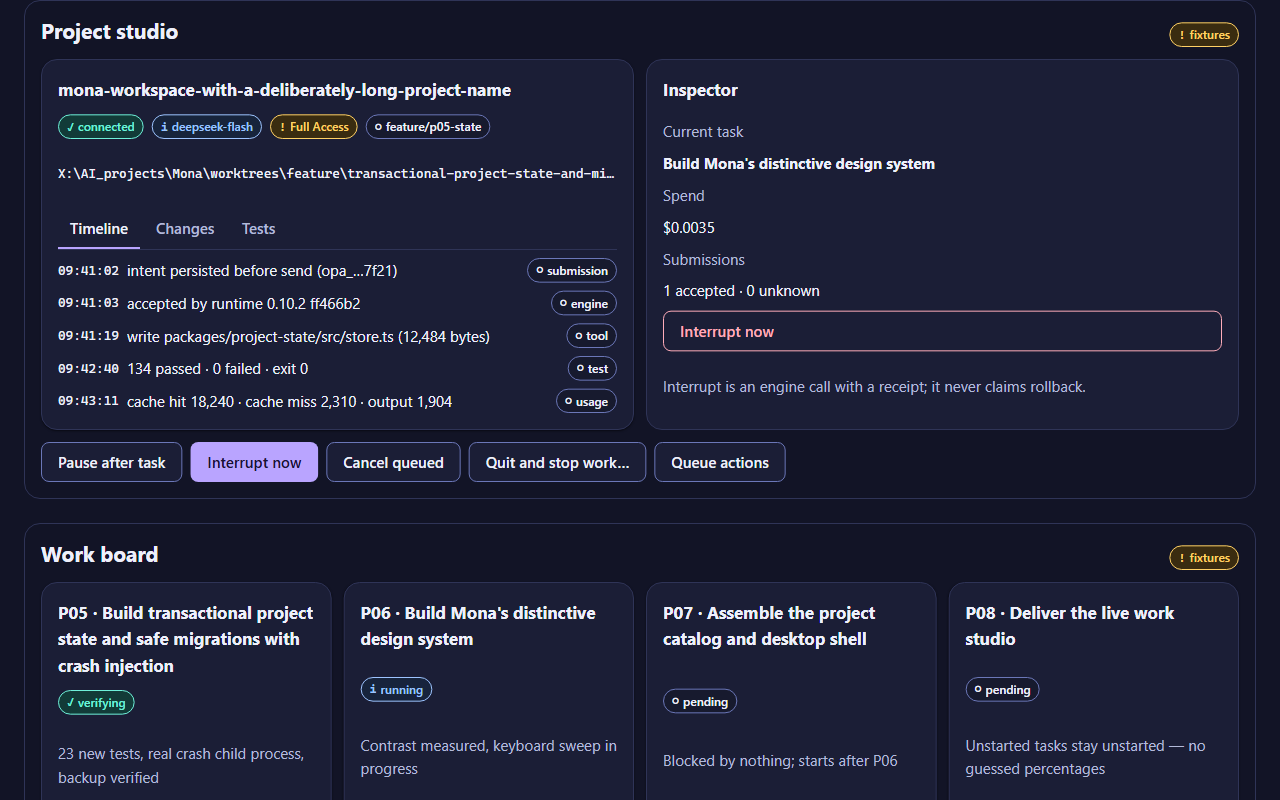 Project studio
! fixtures
mona-workspace-with-a-deliberately-long-project-name
✓ connected
i deepseek-flash
! Full Access
feature/p05-state
X:\AI_projects\Mona\worktrees\feature\transactional-project-state-and-mi…
Timeline
Changes
Tests
09:41:02 intent persisted before send (opa_…7f21)
submission
09:41:03 accepted by runtime 0.10.2 ff466b2
engine
09:41:19 write packages/project-state/src/store.ts (12,484 bytes)
tool
09:42:40 134 passed · 0 failed · exit 0
test
09:43:11 cache hit 18,240 · cache miss 2,310 · output 1,904
usage
Inspector
Current task
Build Mona's distinctive design system
Spend
$0.0035
Submissions
1 accepted · 0 unknown
Interrupt now
Interrupt is an engine call with a receipt; it never claims rollback.
Pause after task
Interrupt now
Cancel queued
Quit and stop work…
Queue actions
Work board
! fixtures
P05 · Build transactional project
state and safe migrations with
crash injection
✓ verifying
23 new tests, real crash child process,
backup verified
P06 · Build Mona's distinctive
design system
i running
Contrast measured, keyboard sweep in
progress
P07 · Assemble the project
catalog and desktop shell
pending
Blocked by nothing; starts after P06
P08 · Deliver the live work
studio
pending
Unstarted tasks stay unstarted — no
guessed percentages